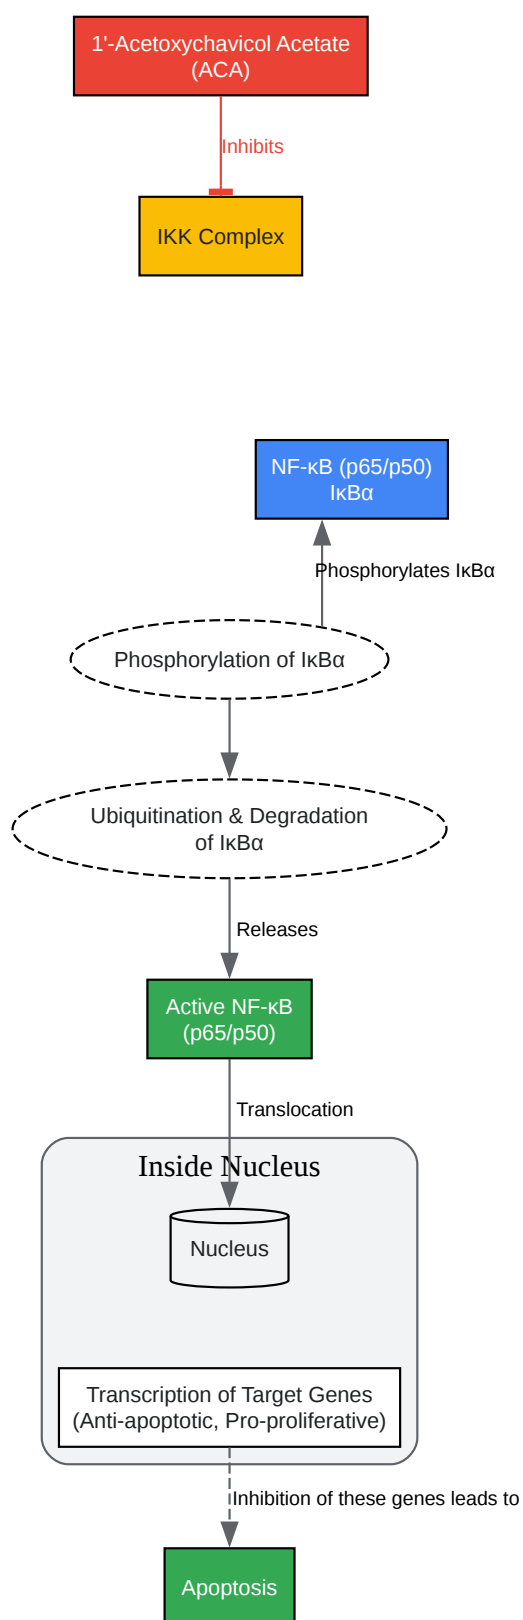 1'-Acetoxychavicol Acetate
(ACA)
Inhibits
IKK Complex
NF-κB (p65/p50)
IκBα
Phosphorylates IκBα
Phosphorylation of IκBα
Ubiquitination & Degradation
of IκBα
Releases
Active NF-κB
(p65/p50)
Translocation
Inside Nucleus
Nucleus
Transcription of Target Genes
(Anti-apoptotic, Pro-proliferative)
Inhibition of these genes leads to
Apoptosis